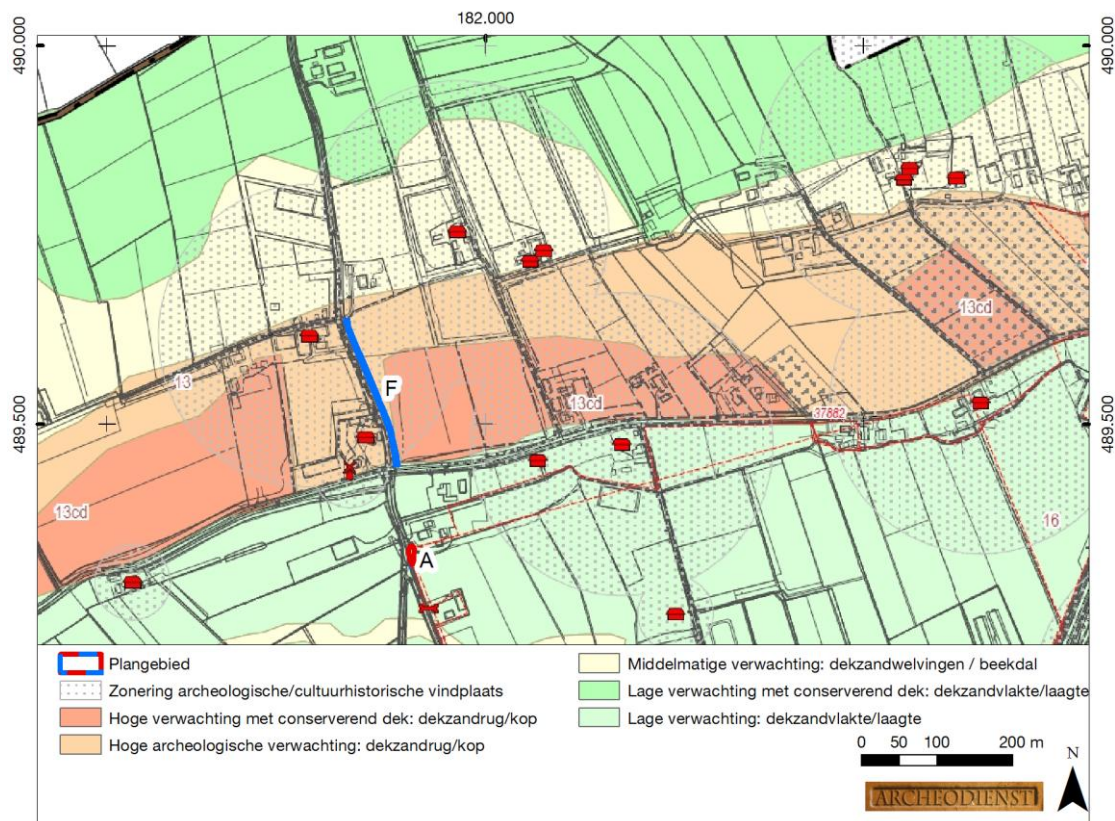 182.000
490.000
490.000
13cd
13
F
13cd
489.500
37882
489.500
13cd
16
A
Plangebied
Zonering archeologische/cultuurhistorische vindplaats
Hoge verwachting met conserverend dek: dekzandrug/kop
Hoge archeologische verwachting: dekzandrug/kop
Middelmatige verwachting: dekzandwelvingen / beekdal
Lage verwachting met conserverend dek: dekzandvlakte/laagte
Lage verwachting: dekzandvlakte/laagte
0 50 100 200 m
N
ARCHEODIENST